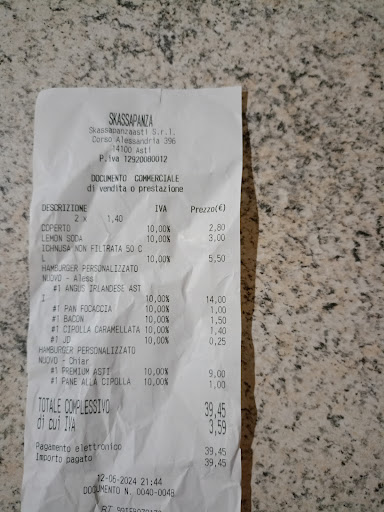 SKASSAPANZA
Skassapanzaasti S.r.l.
Corso Alessandria 396
14100 Asti
P.iva 12920080012
DOCUMENTO COMMERCIALE
di vendita o prestazione
DESCRIZIONE IVA Prezzo(€)
2 x 1,40
COPERTO 10,00% 2,80
LEMON SODA 10,00% 3,00
ICHNUSA NON FILTRATA 50 C
10,00% 5,50
HAMBURGER PERSONALIZZATO
NUOVO - Aless
#1 ANGUS IRLANDESE AST
I 10,00% 14,00
#1 PAN FOCACCIA 10,00% 1,00
#1 BACON 10,00% 1,50
#1 CIPOLLA CARAMELLATA 10,00% 1,40
#1 JD 10,00% 0,25
HAMBURGER PERSONALIZZATO
NUOVO - Chiar
#1 PREMIUM ASTI 10,00% 9,00
#1 PANE ALLA CIPOLLA 10,00% 1,00
TOTALE COMPLESSIVO 39,45
di cui IVA 3,59
Pagamento elettronico 39,45
Importo pagato 39,45
12-05-2024 21:44
DOCUMENTO N. 0040-0048
RT